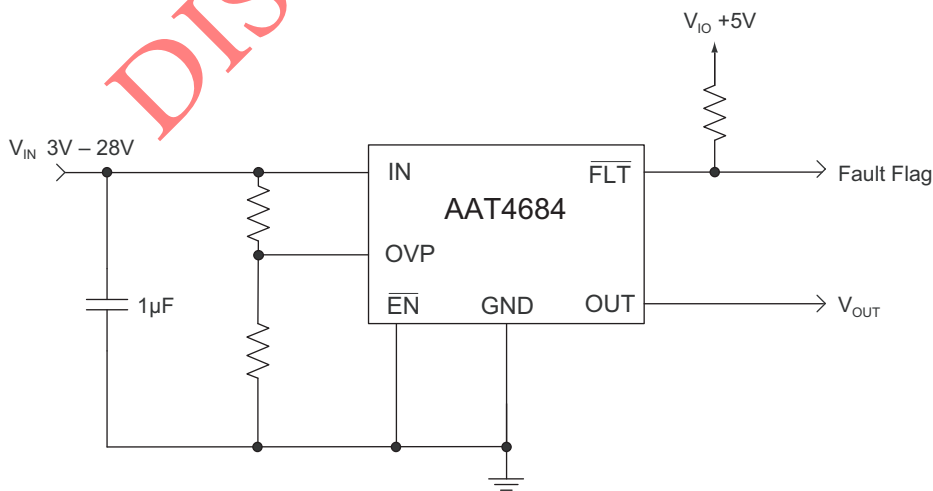 DIS
V_IO +5V
V_IN 3V – 28V
IN
FLT
Fault Flag
AAT4684
OVP
1µF
EN
GND
OUT
V_OUT